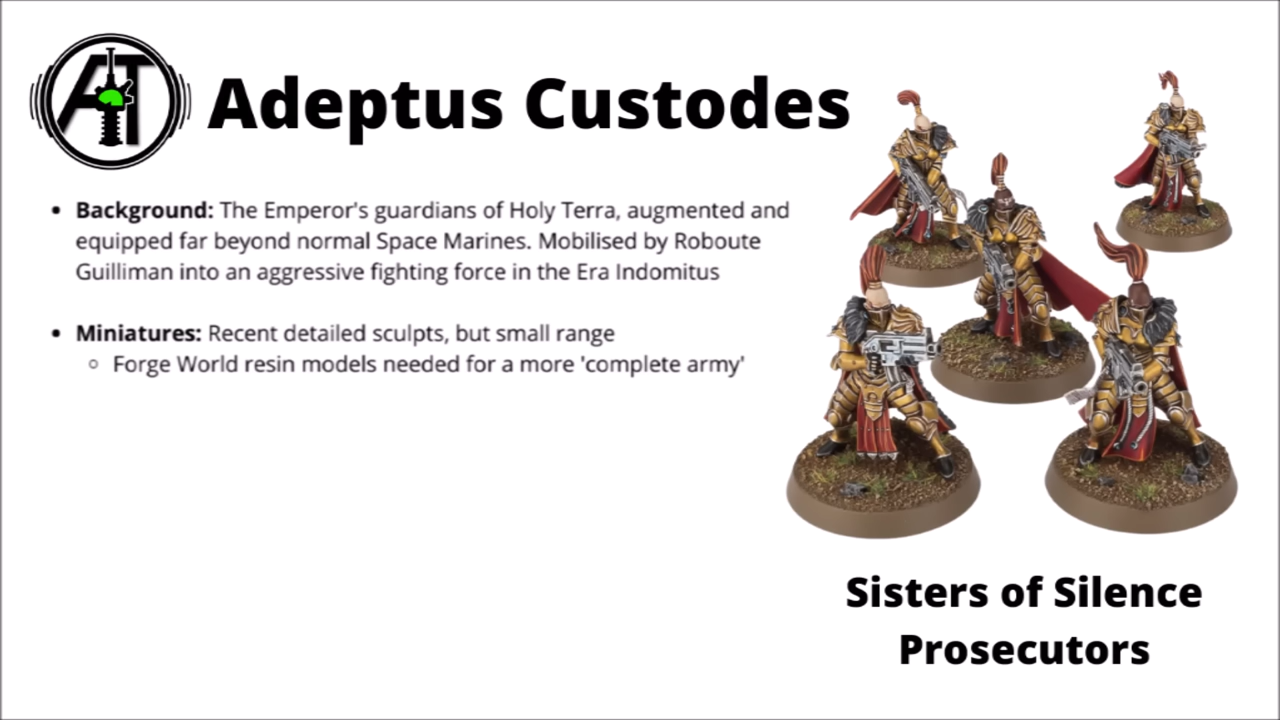 AT
Adeptus Custodes
• Background: The Emperor's guardians of Holy Terra, augmented and
equipped far beyond normal Space Marines. Mobilised by Roboute
Guilliman into an aggressive fighting force in the Era Indomitus
• Miniatures: Recent detailed sculpts, but small range
○ Forge World resin models needed for a more 'complete army'
Sisters of Silence
Prosecutors